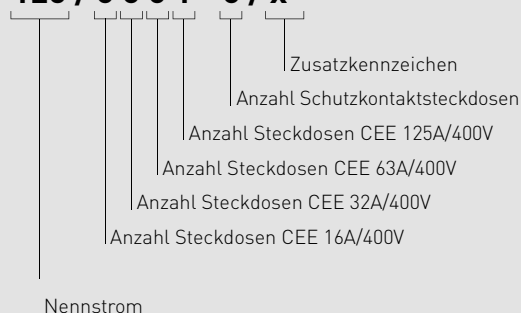 Zusatzkennzeichen
Anzahl Schutzkontaktsteckdosen
Anzahl Steckdosen CEE 125A/400V
Anzahl Steckdosen CEE 63A/400V
Anzahl Steckdosen CEE 32A/400V
Anzahl Steckdosen CEE 16A/400V
Nennstrom